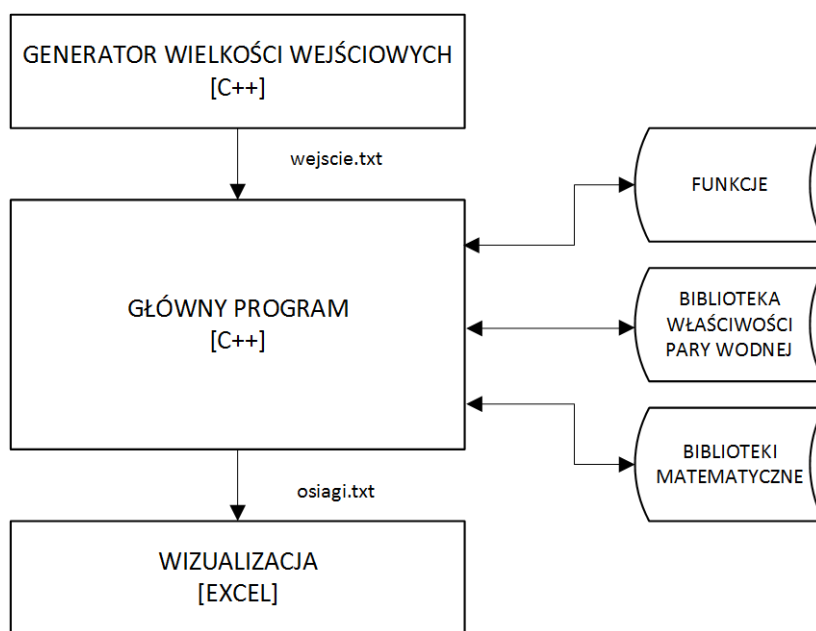 GENERATOR WIELKOŚCI WEJŚCIOWYCH
[C++]
wejscie.txt
FUNKCJE
GŁÓWNY PROGRAM
[C++]
BIBLIOTEKA
WŁAŚCIWOŚCI
PARY WODNEJ
BIBLIOTEKI
MATEMATYCZNE
osiagi.txt
WIZUALIZACJA
[EXCEL]